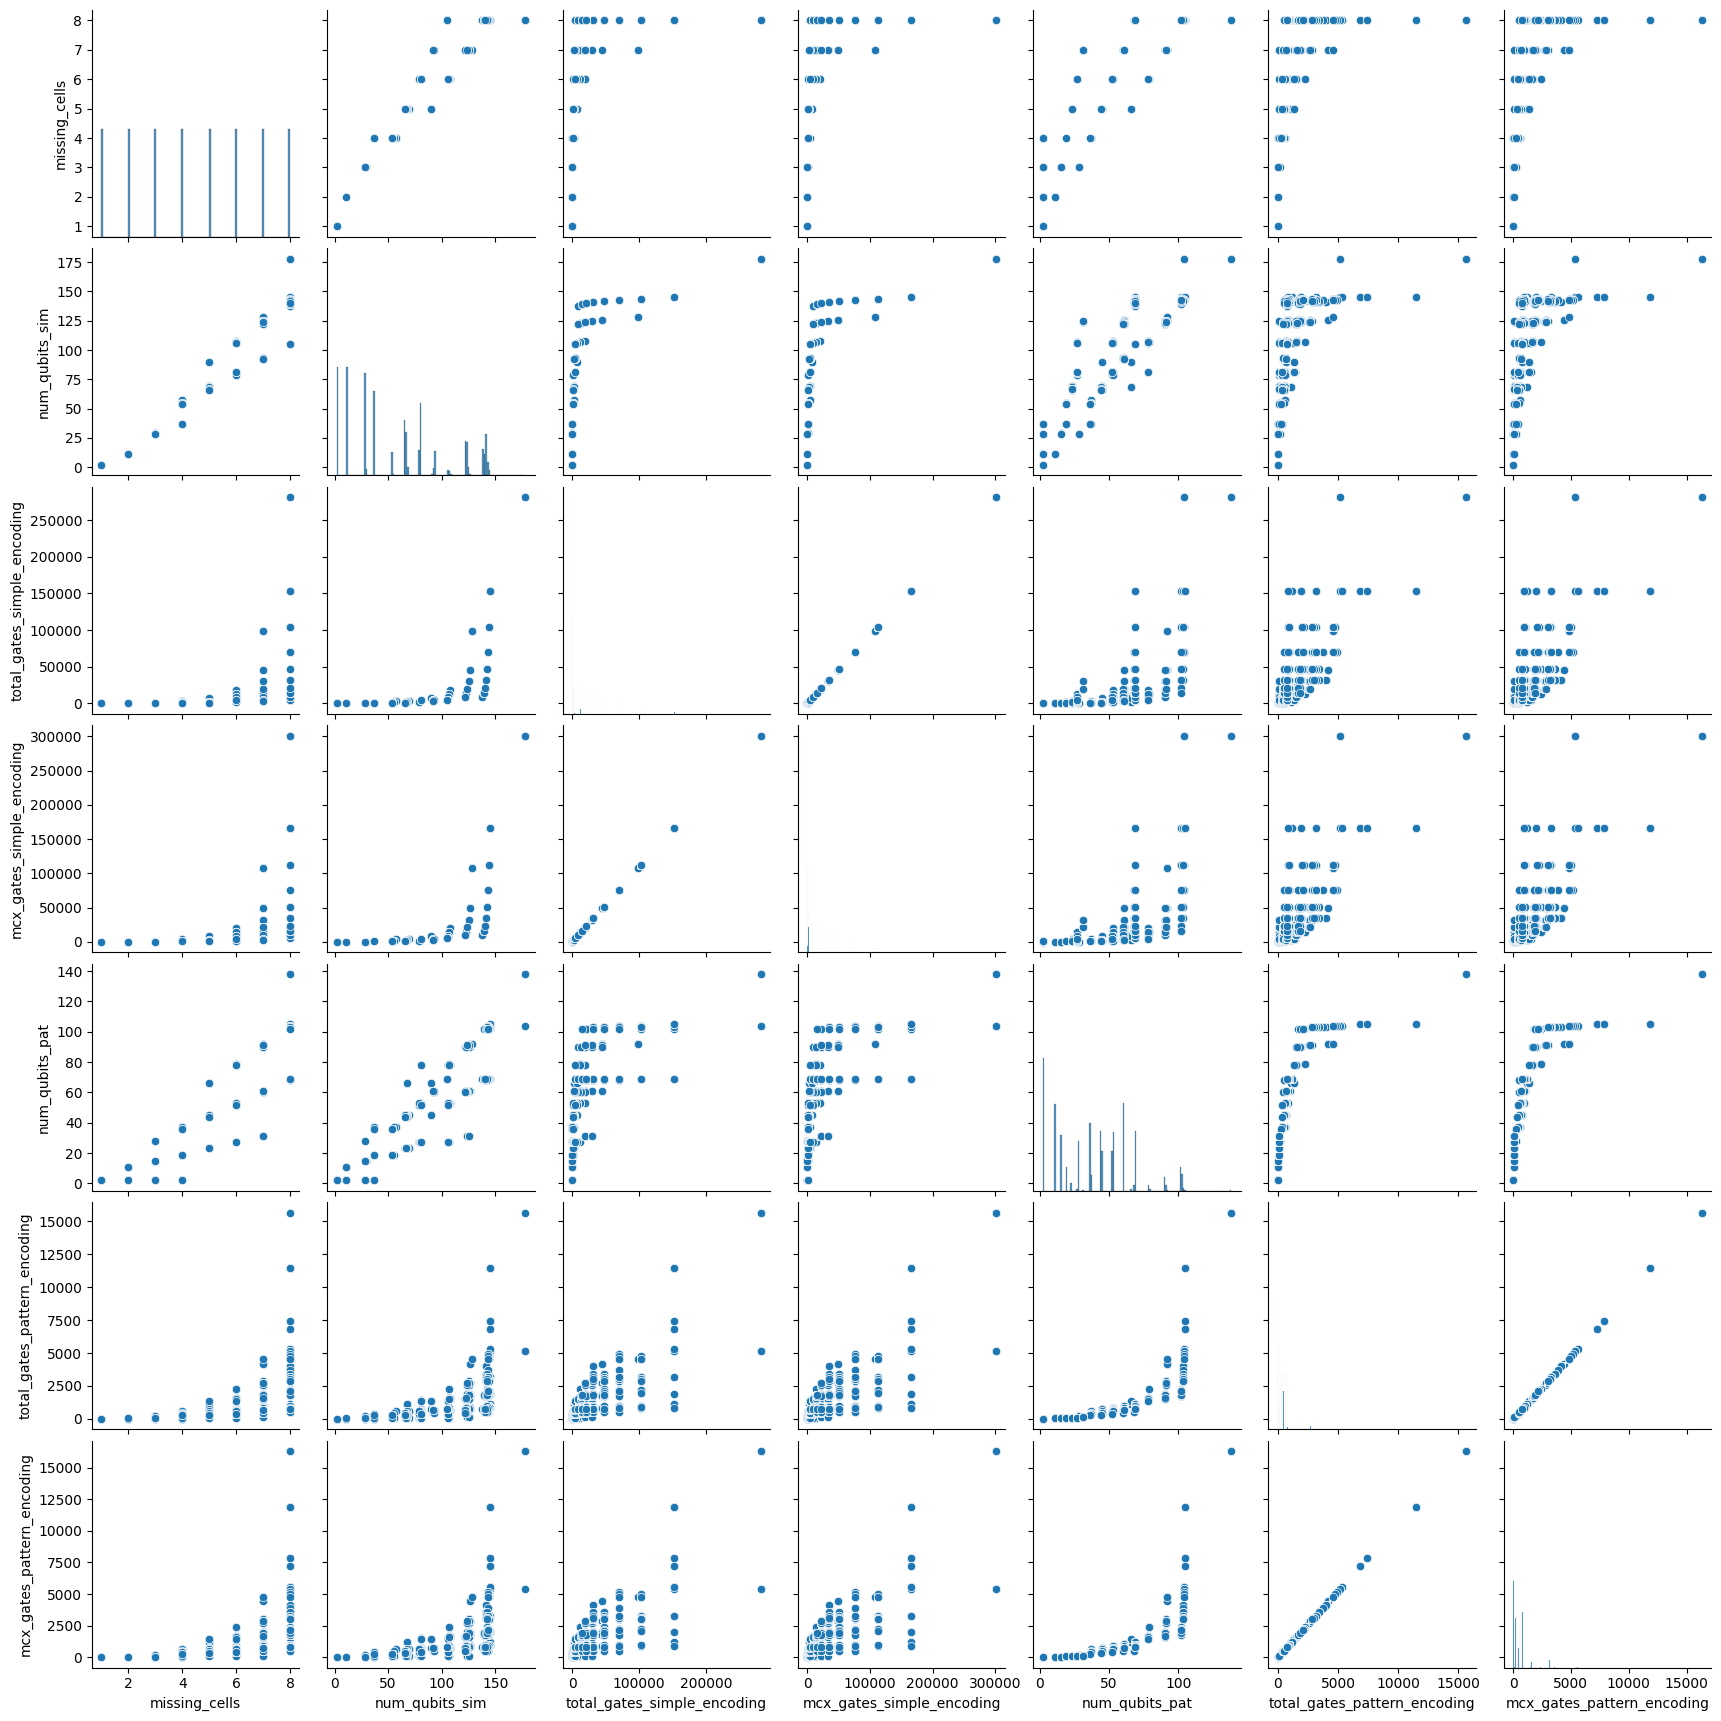 missing_cells
8
7
6
5
4
3
2
1
num_qubits_sim
175
150
125
100
75
50
25
0
total_gates_simple_encoding
250000
200000
150000
100000
50000
0
mcx_gates_simple_encoding
300000
250000
200000
150000
100000
50000
0
num_qubits_pat
140
120
100
80
60
40
20
0
total_gates_pattern_encoding
15000
12500
10000
7500
5000
2500
0
mcx_gates_pattern_encoding
15000
12500
10000
7500
5000
2500
0
2 4 6 8
0 50 100 150
0 100000 200000
0 100000 200000 300000
0 50 100
0 5000 10000 15000
0 5000 10000 15000
missing_cells
num_qubits_sim
total_gates_simple_encoding
mcx_gates_simple_encoding
num_qubits_pat
total_gates_pattern_encoding
mcx_gates_pattern_encoding